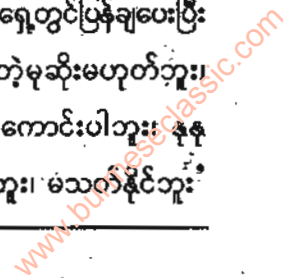 ရှေ့တွင်ပြန်ချပေးပြီး
တဲ့မုဆိုးမဟုတ်ဘူး၊
ကောင်းပါဘူး၊ နုနု
ဘူး၊ မသတ်နိုင်ဘူး
www.burmeseclassic.com